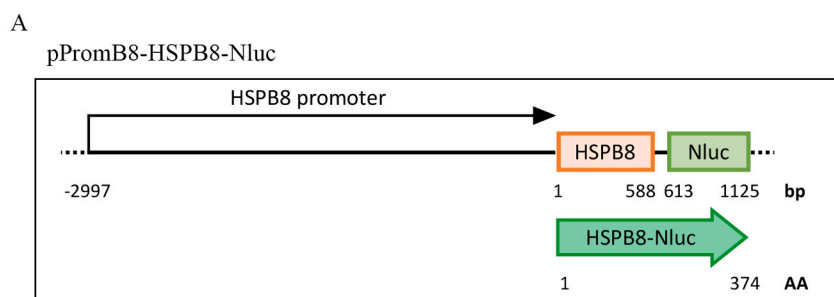 A
pPromB8-HSPB8-Nluc
HSPB8 promoter
HSPB8 Nluc
-2997 1 588 613 1125 bp
HSPB8-Nluc
1 374 AA